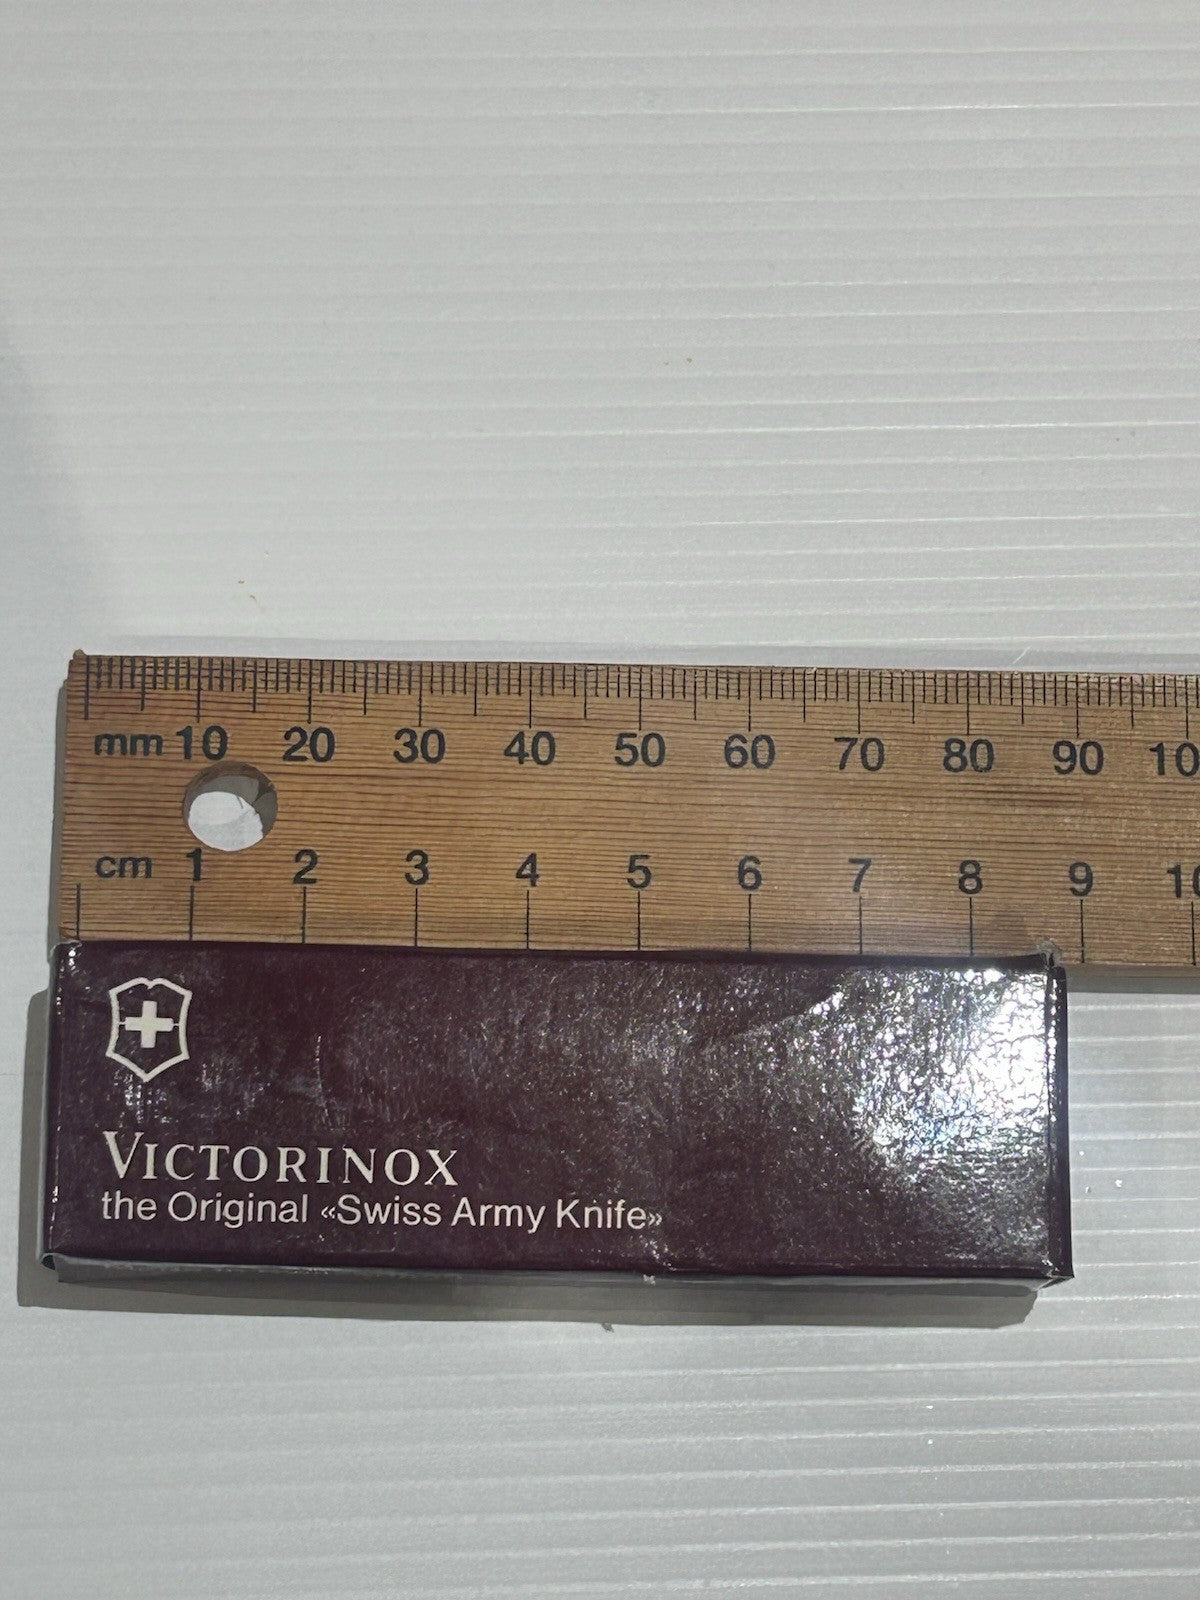 mm 10 20 30 40 50 60 70 80 90
cm 1 2 3 4 5 6 7 8 9
VICTORINOX
the Original «Swiss Army Knife»